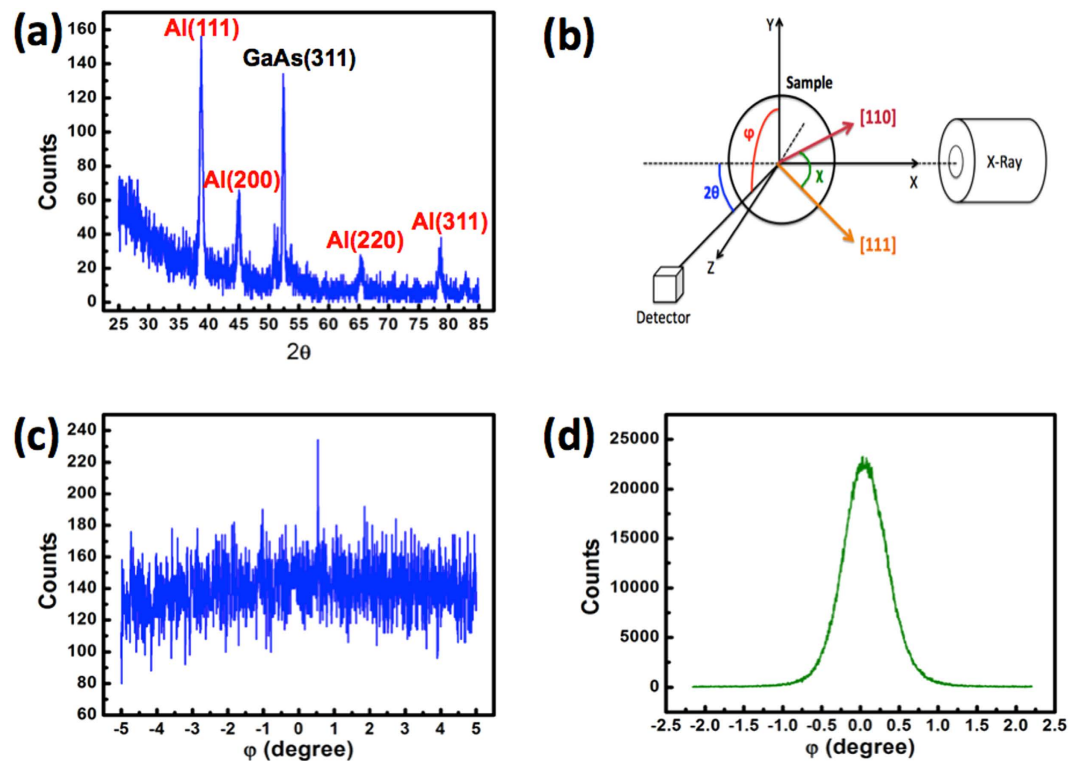 (a)
Al(111)
GaAs(311)
Al(200)
Al(220)
Al(311)
160
140
120
100
80
60
40
20
0
Counts
25 30 35 40 45 50 55 60 65 70 75 80 85
2θ
(b)
Y
Sample
[110]
φ
X-Ray
2θ
χ
X
[111]
Z
Detector
(c)
240
220
200
180
160
140
120
100
80
60
Counts
-5 -4 -3 -2 -1 0 1 2 3 4 5
φ (degree)
(d)
25000
20000
15000
10000
5000
0
Counts
-2.5 -2.0 -1.5 -1.0 -0.5 0.0 0.5 1.0 1.5 2.0 2.5
φ (degree)